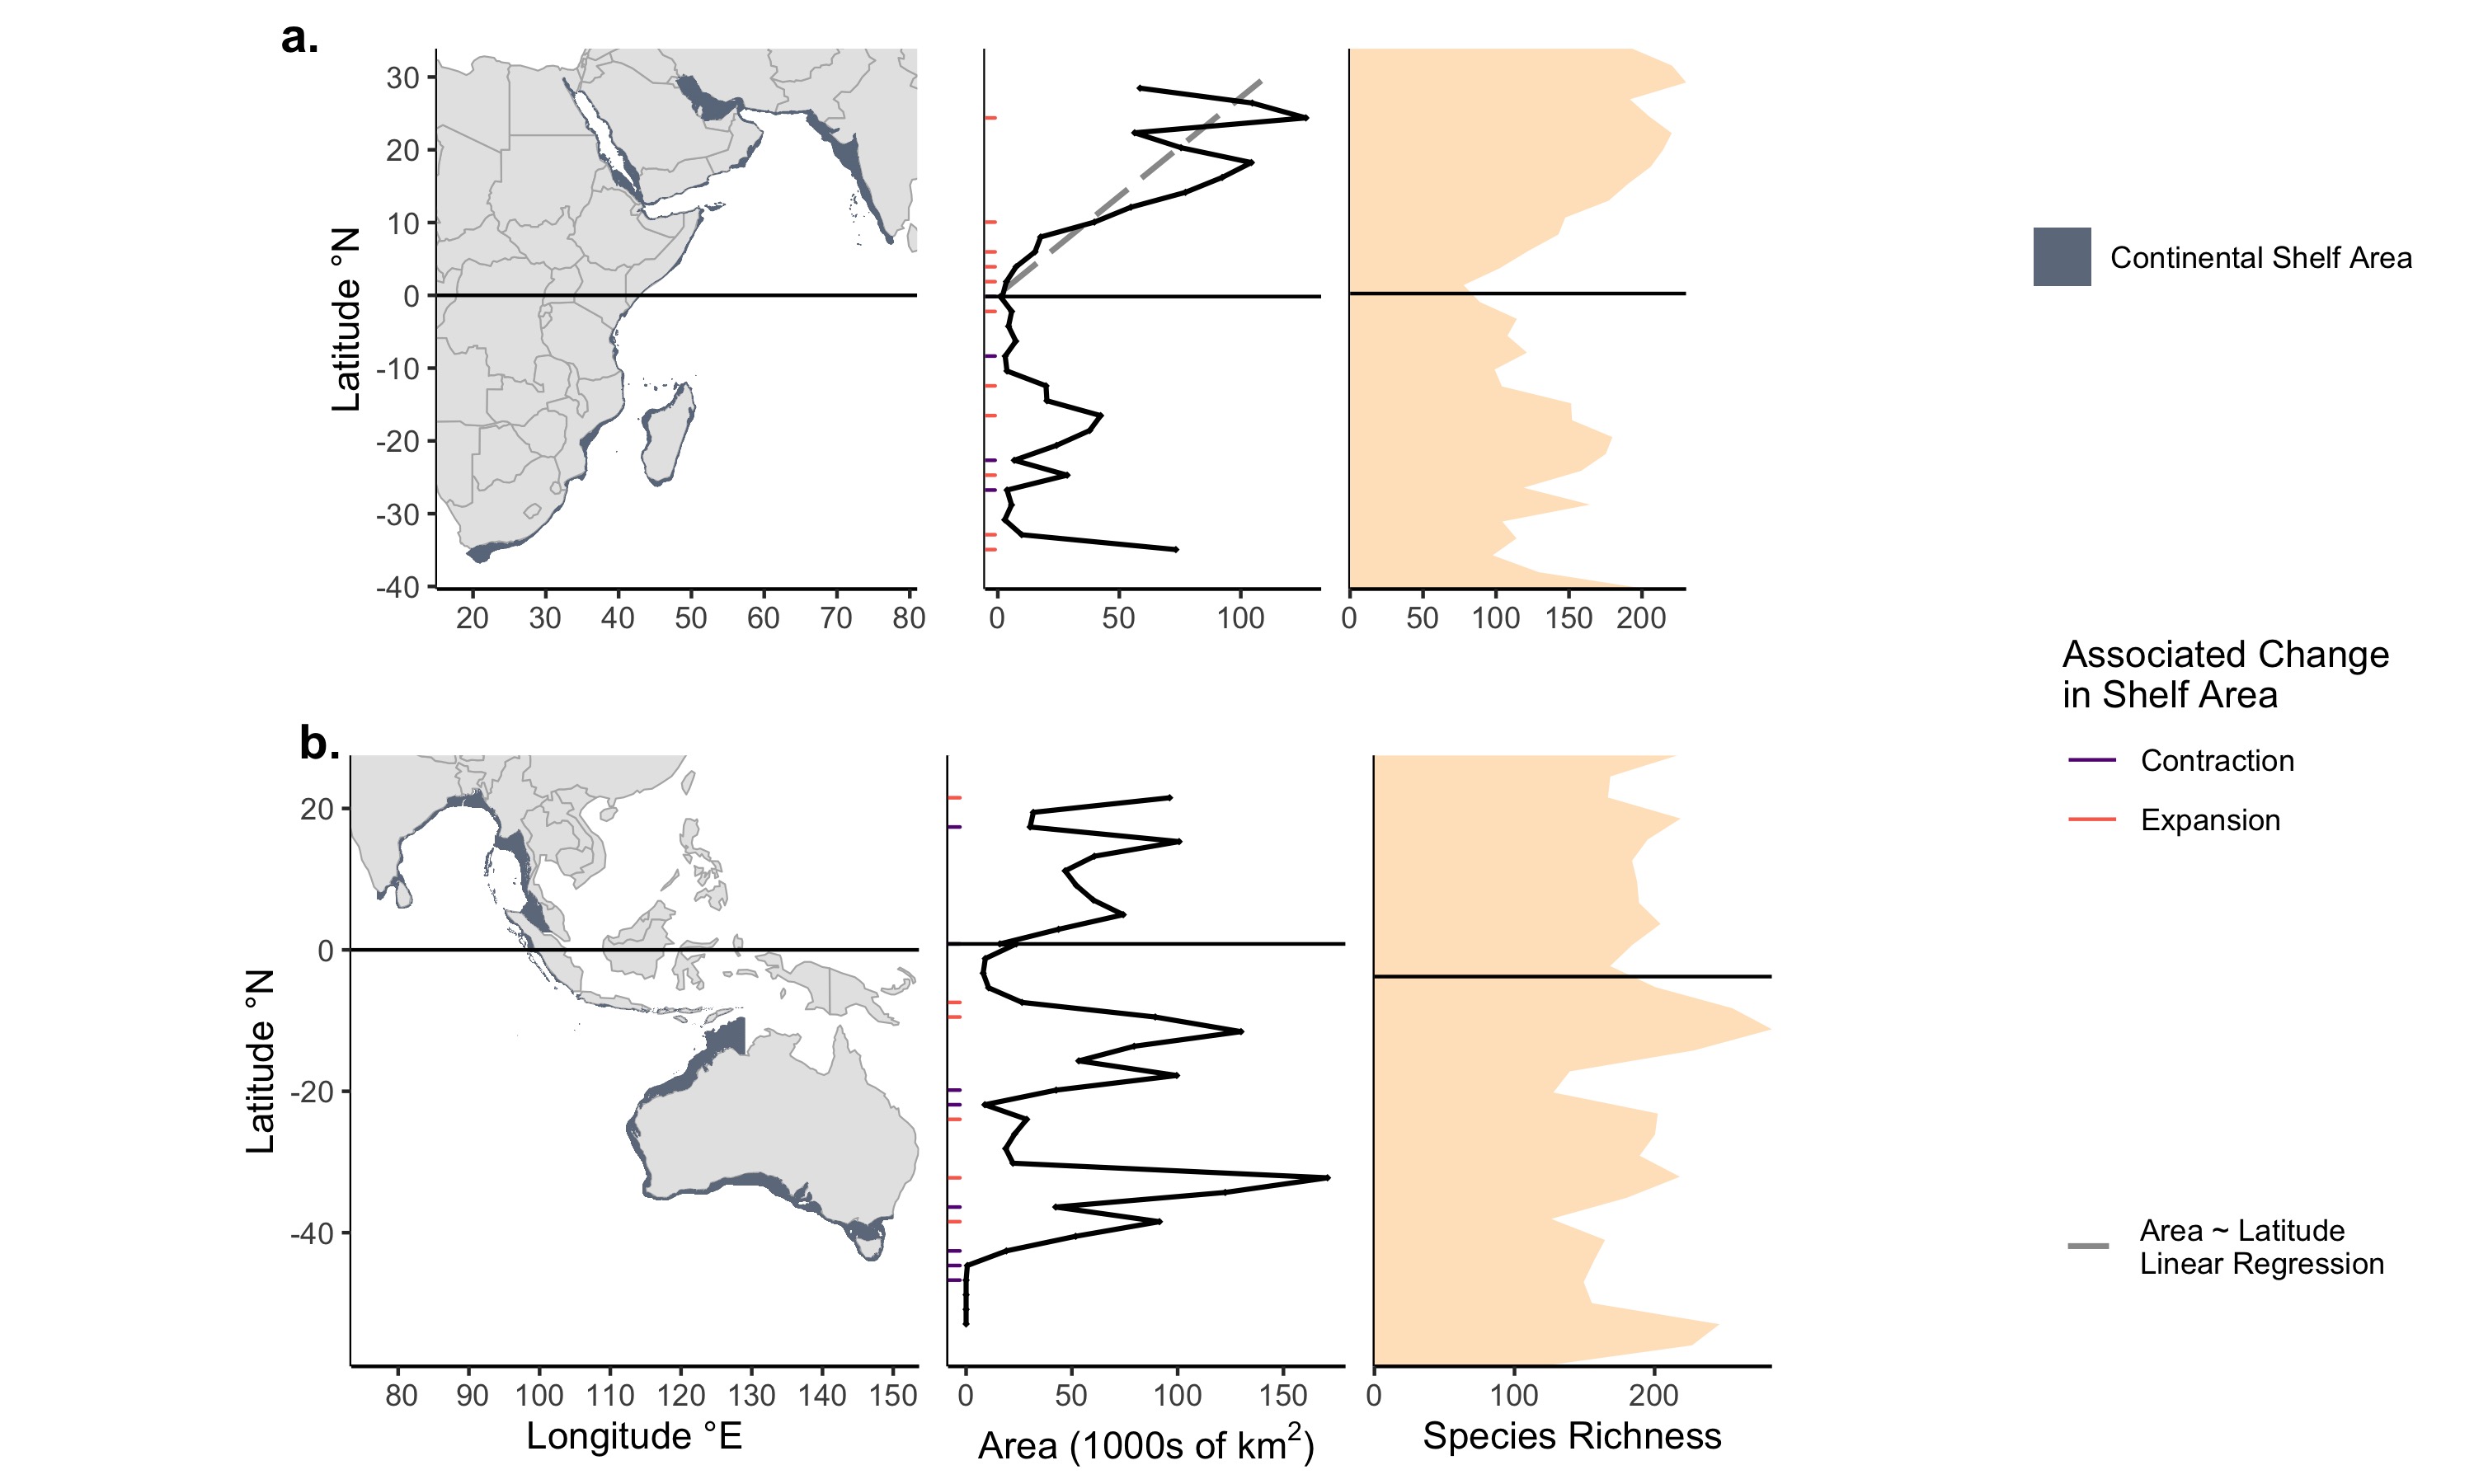 a.
30
20
10
0
-10
-20
-30
-40
Latitude °N
20 30 40 50 60 70 80
0 50 100
0 50 100 150 200
Continental Shelf Area
Associated Change
in Shelf Area
Contraction
Expansion
Area ~ Latitude
Linear Regression
b.
20
0
-20
-40
Latitude °N
80 90 100 110 120 130 140 150
Longitude °E
0 50 100 150
Area (1000s of km²)
0 100 200
Species Richness